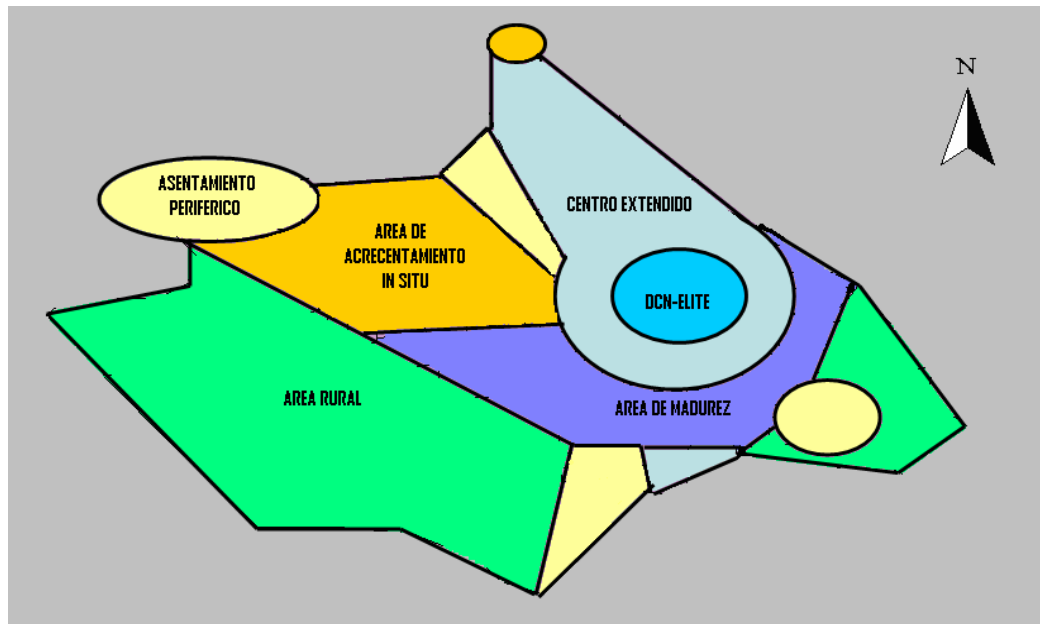 N
ASENTAMIENTO
PERIFERICO
CENTRO EXTENDIDO
AREA DE
ACRECENTAMIENTO
IN SITU
DCN-ELITE
AREA RURAL
AREA DE MADUREZ